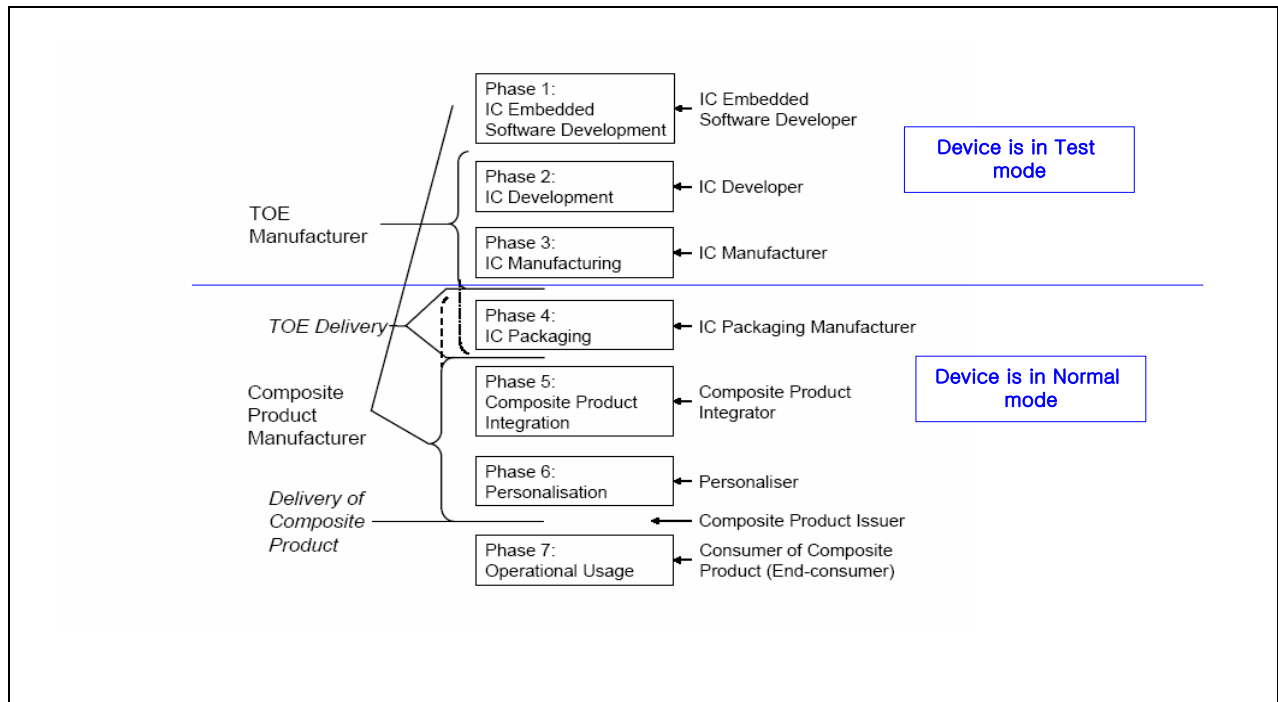 Phase 1:
IC Embedded
Software Development
IC Embedded
Software Developer
Device is in Test
mode
Phase 2:
IC Development
IC Developer
TOE
Manufacturer
Phase 3:
IC Manufacturing
IC Manufacturer
TOE Delivery
Phase 4:
IC Packaging
IC Packaging Manufacturer
Device is in Normal
mode
Composite
Product
Manufacturer
Phase 5:
Composite Product
Integration
Composite Product
Integrator
Phase 6:
Personalisation
Personaliser
Delivery of
Composite
Product
Composite Product Issuer
Phase 7:
Operational Usage
Consumer of Composite
Product (End-consumer)